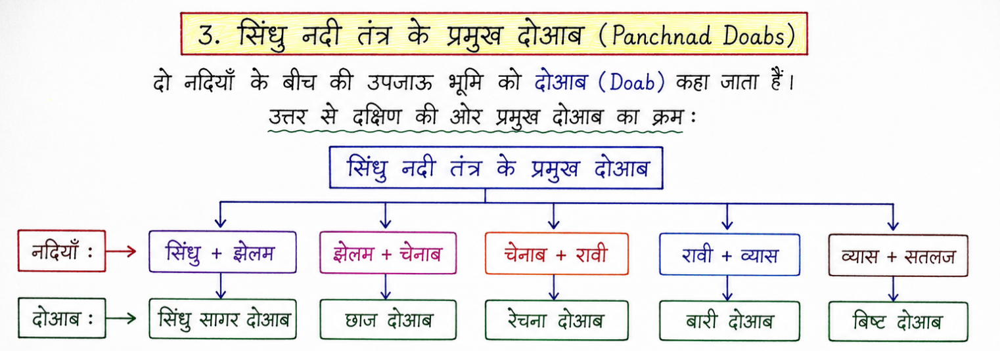 3. सिंधु नदी तंत्र के प्रमुख दोआब (Panchnad Doabs)
दो नदियाँ के बीच की उपजाऊ भूमि को दोआब (Doab) कहा जाता हैं।
उत्तर से दक्षिण की ओर प्रमुख दोआब का क्रम :
सिंधु नदी तंत्र के प्रमुख दोआब
नदियाँ : सिंधु + झेलम झेलम + चेनाब चेनाब + रावी रावी + व्यास व्यास + सतलज
दोआब : सिंधु सागर दोआब छाज दोआब रेचना दोआब बारी दोआब बिष्ट दोआब